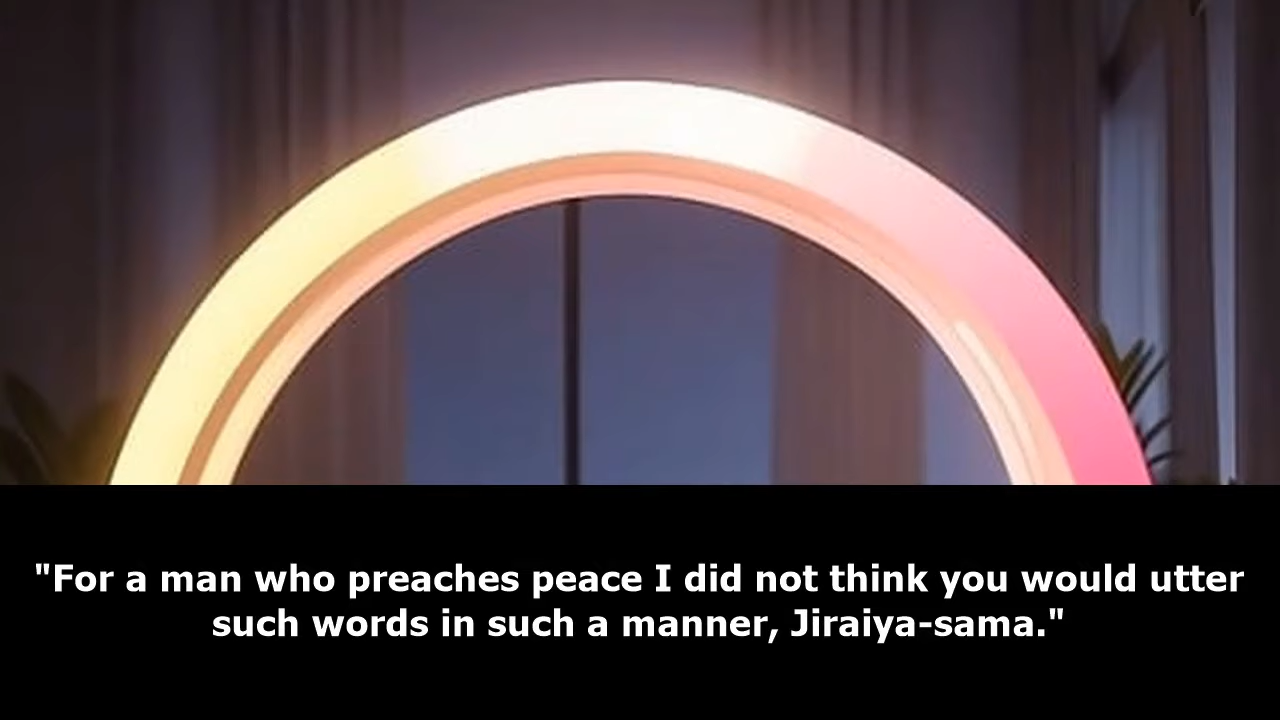 "For a man who preaches peace I did not think you would utter
such words in such a manner, Jiraiya-sama."